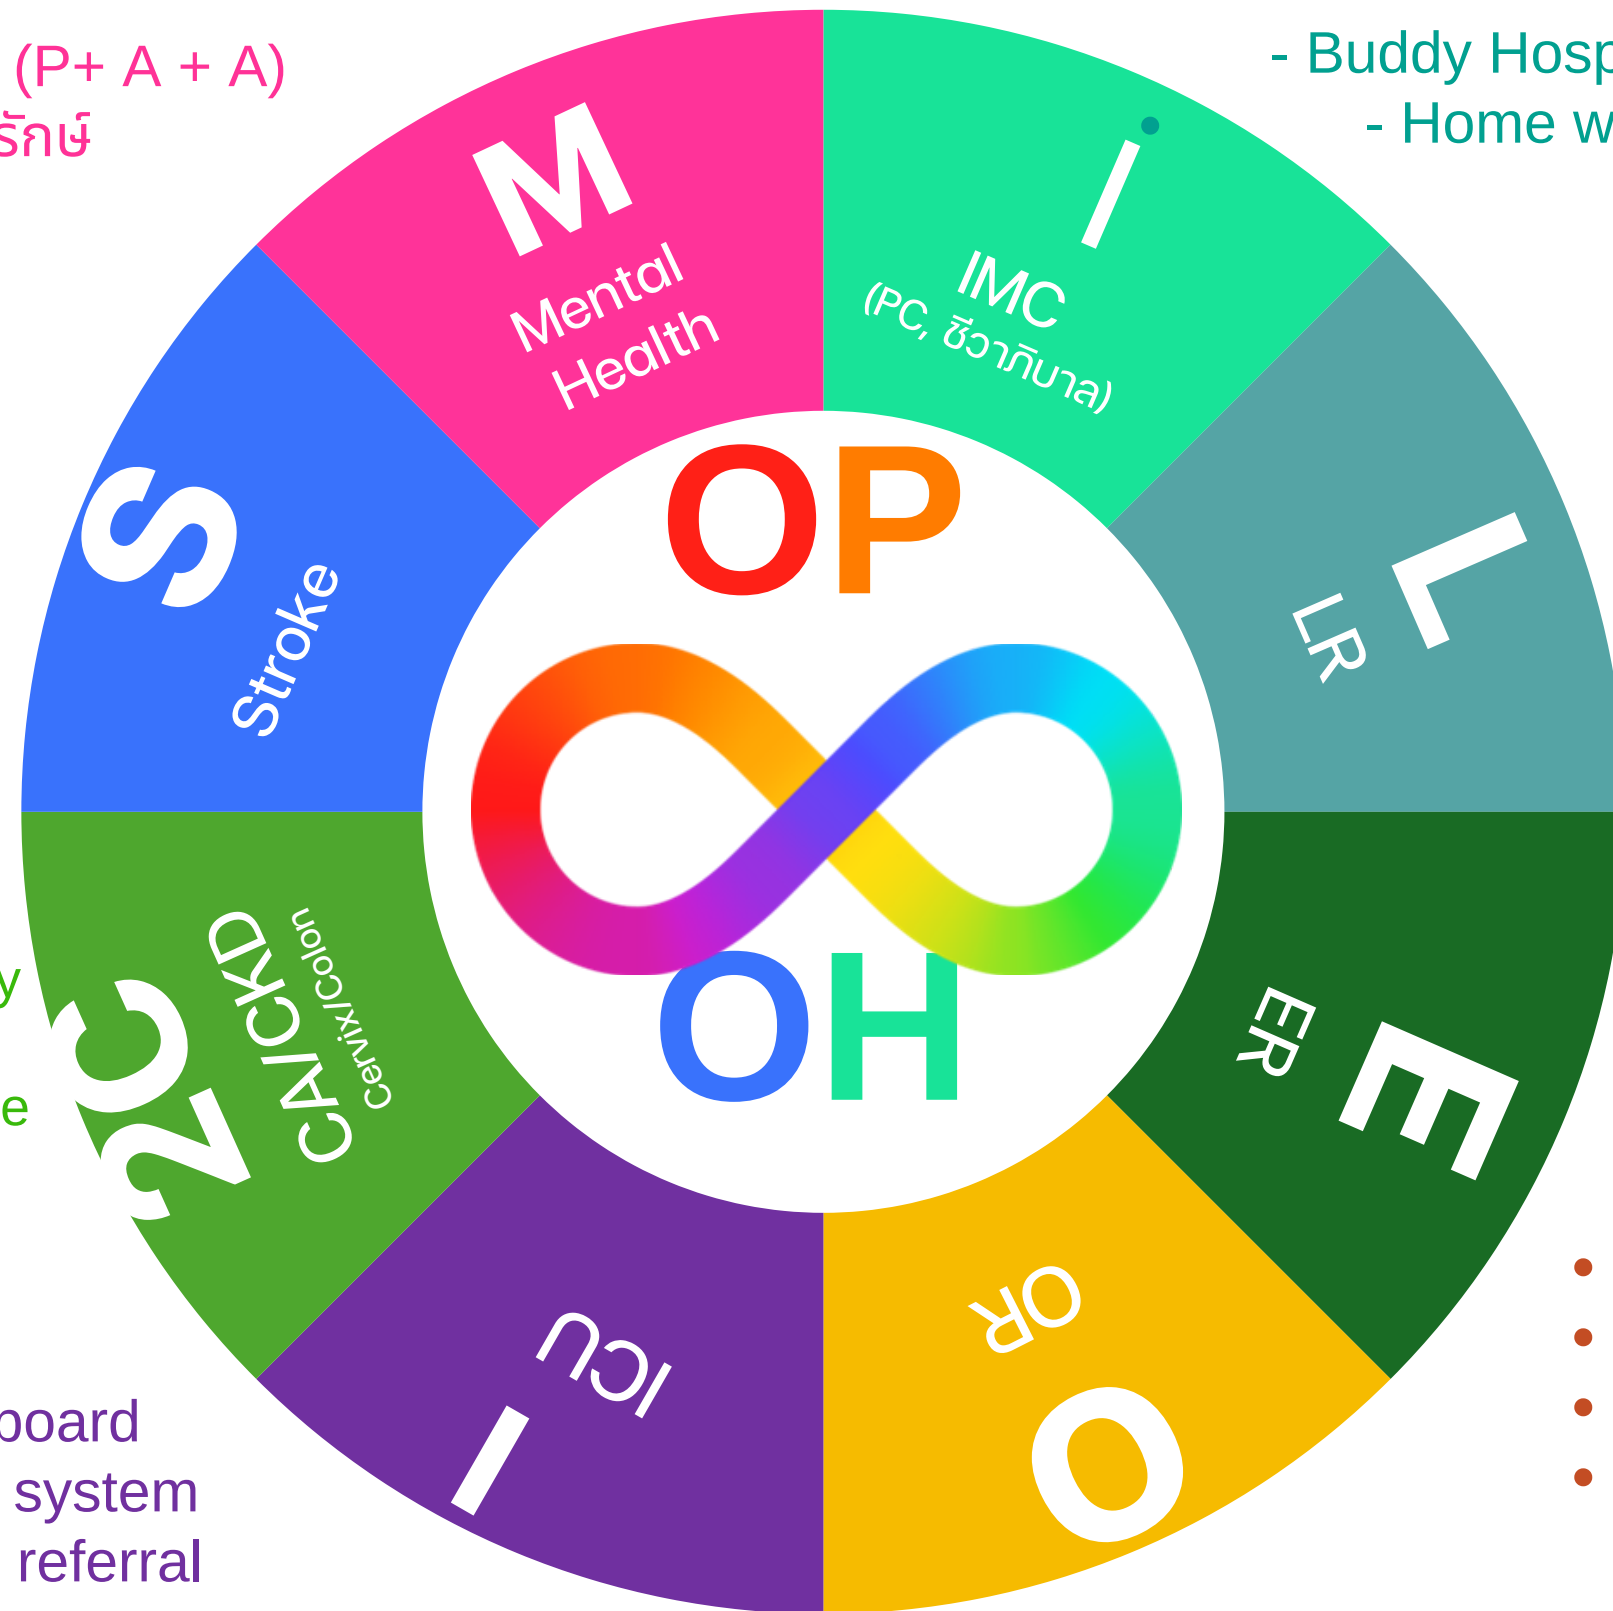 (P+ A + A)
รักษ์
- Buddy Hosp
- Home w
M
Mental
Health
I
IMC
(PC, ชีวาภิบาล)
S
Stroke
L
LR
OP
OH
2C
CA/CKD
Cervix/Colon
E
ER
I
ICU
O
OR
y
e
board
system
referral